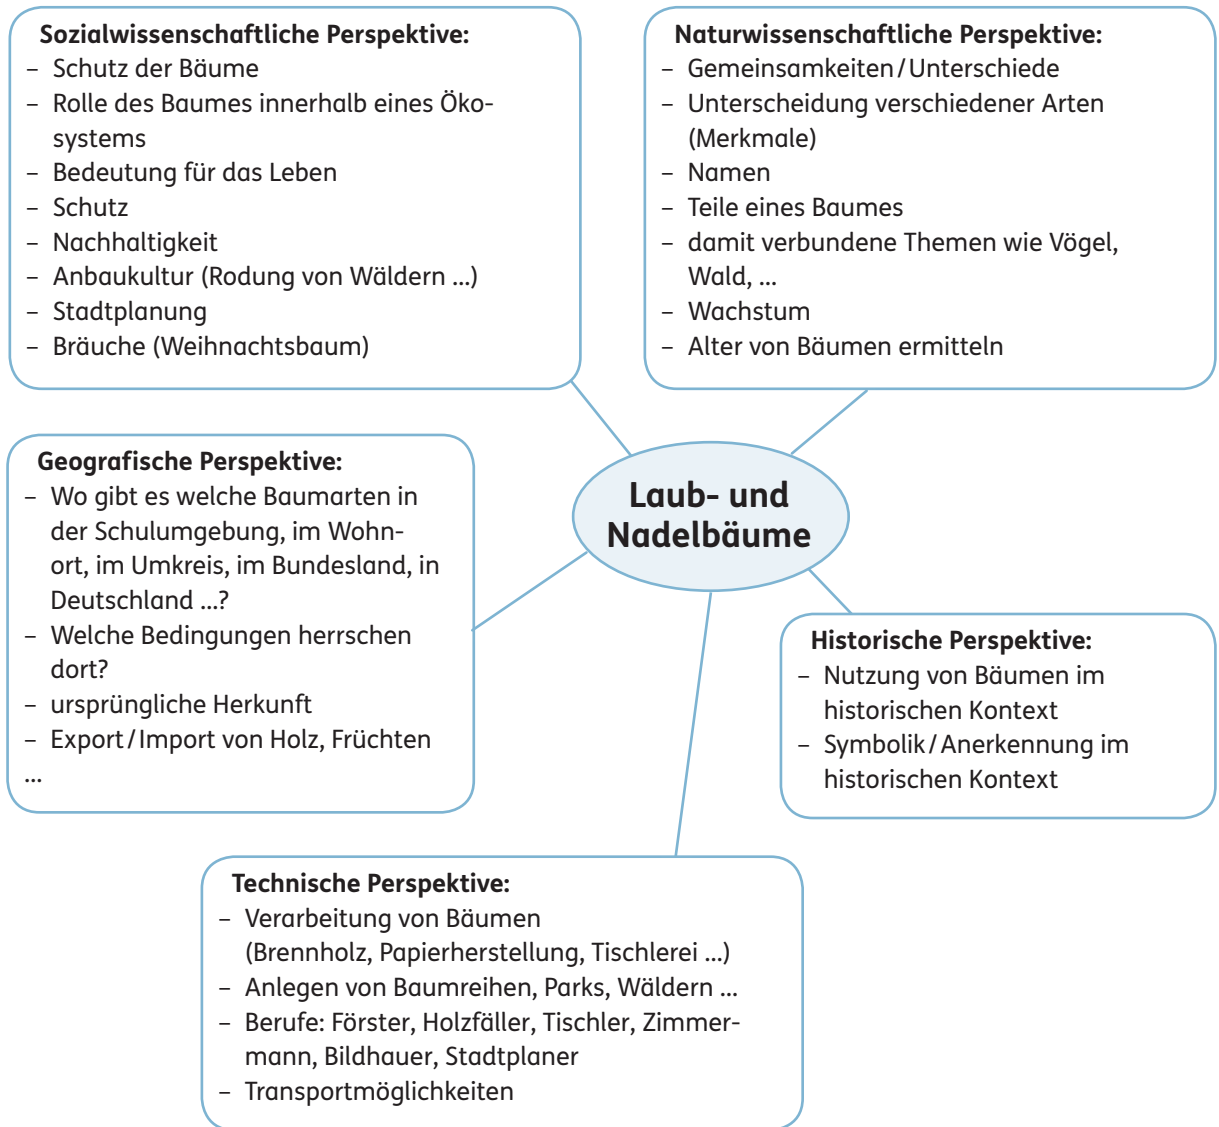 Sozialwissenschaftliche Perspektive:
– Schutz der Bäume
– Rolle des Baumes innerhalb eines Öko-
systems
– Bedeutung für das Leben
– Schutz
– Nachhaltigkeit
– Anbaukultur (Rodung von Wäldern ...)
– Stadtplanung
– Bräuche (Weihnachtsbaum)
Naturwissenschaftliche Perspektive:
– Gemeinsamkeiten/Unterschiede
– Unterscheidung verschiedener Arten
(Merkmale)
– Namen
– Teile eines Baumes
– damit verbundene Themen wie Vögel,
Wald, ...
– Wachstum
– Alter von Bäumen ermitteln
Geografische Perspektive:
– Wo gibt es welche Baumarten in
der Schulumgebung, im Wohn-
ort, im Umkreis, im Bundesland, in
Deutschland ...?
– Welche Bedingungen herrschen
dort?
– ursprüngliche Herkunft
– Export/Import von Holz, Früchten
...
Laub- und
Nadelbäume
Historische Perspektive:
– Nutzung von Bäumen im
historischen Kontext
– Symbolik/Anerkennung im
historischen Kontext
Technische Perspektive:
– Verarbeitung von Bäumen
(Brennholz, Papierherstellung, Tischlerei ...)
– Anlegen von Baumreihen, Parks, Wäldern ...
– Berufe: Förster, Holzfäller, Tischler, Zimmer-
mann, Bildhauer, Stadtplaner
– Transportmöglichkeiten